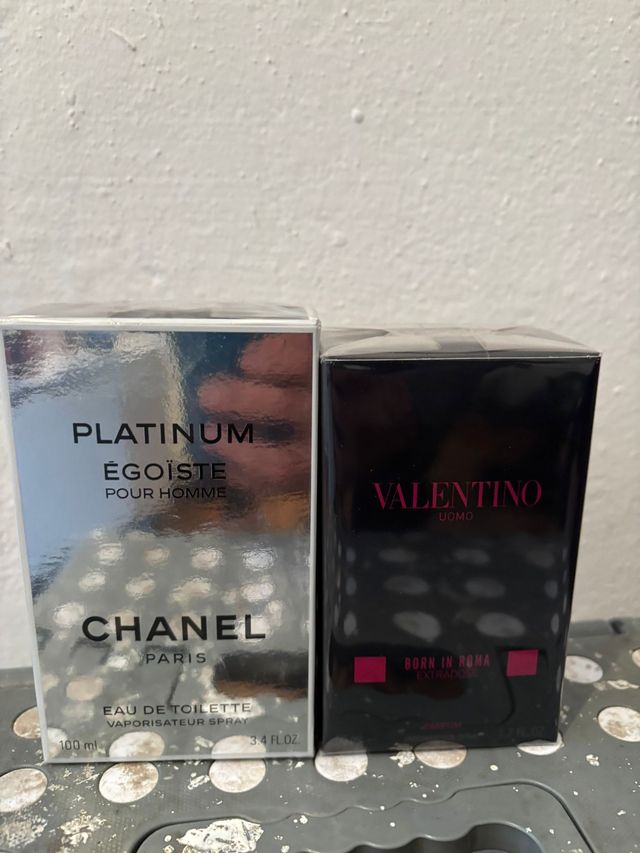 PLATINUM
ÉGOÏSTE
POUR HOMME
CHANEL
PARIS
EAU DE TOILETTE
VAPORISATEUR SPRAY
100 ml
3.4 FL.OZ.
VALENTINO
UOMO
BORN IN ROMA
EXTRADOSE
PARFUM